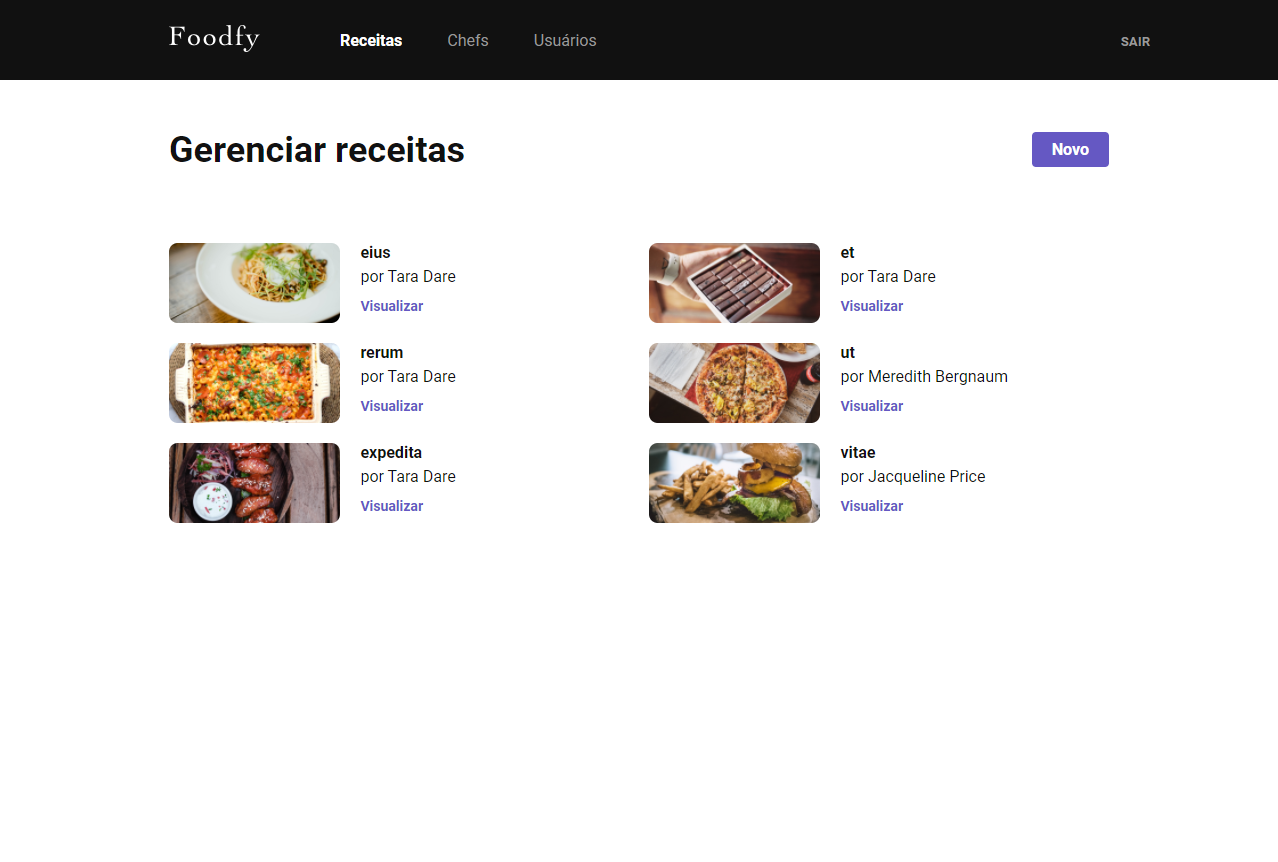 Foodfy
Receitas
Chefs
Usuários
SAIR
Gerenciar receitas
Novo
eius
por Tara Dare
Visualizar
et
por Tara Dare
Visualizar
rerum
por Tara Dare
Visualizar
ut
por Meredith Bergnaum
Visualizar
expedita
por Tara Dare
Visualizar
vitae
por Jacqueline Price
Visualizar